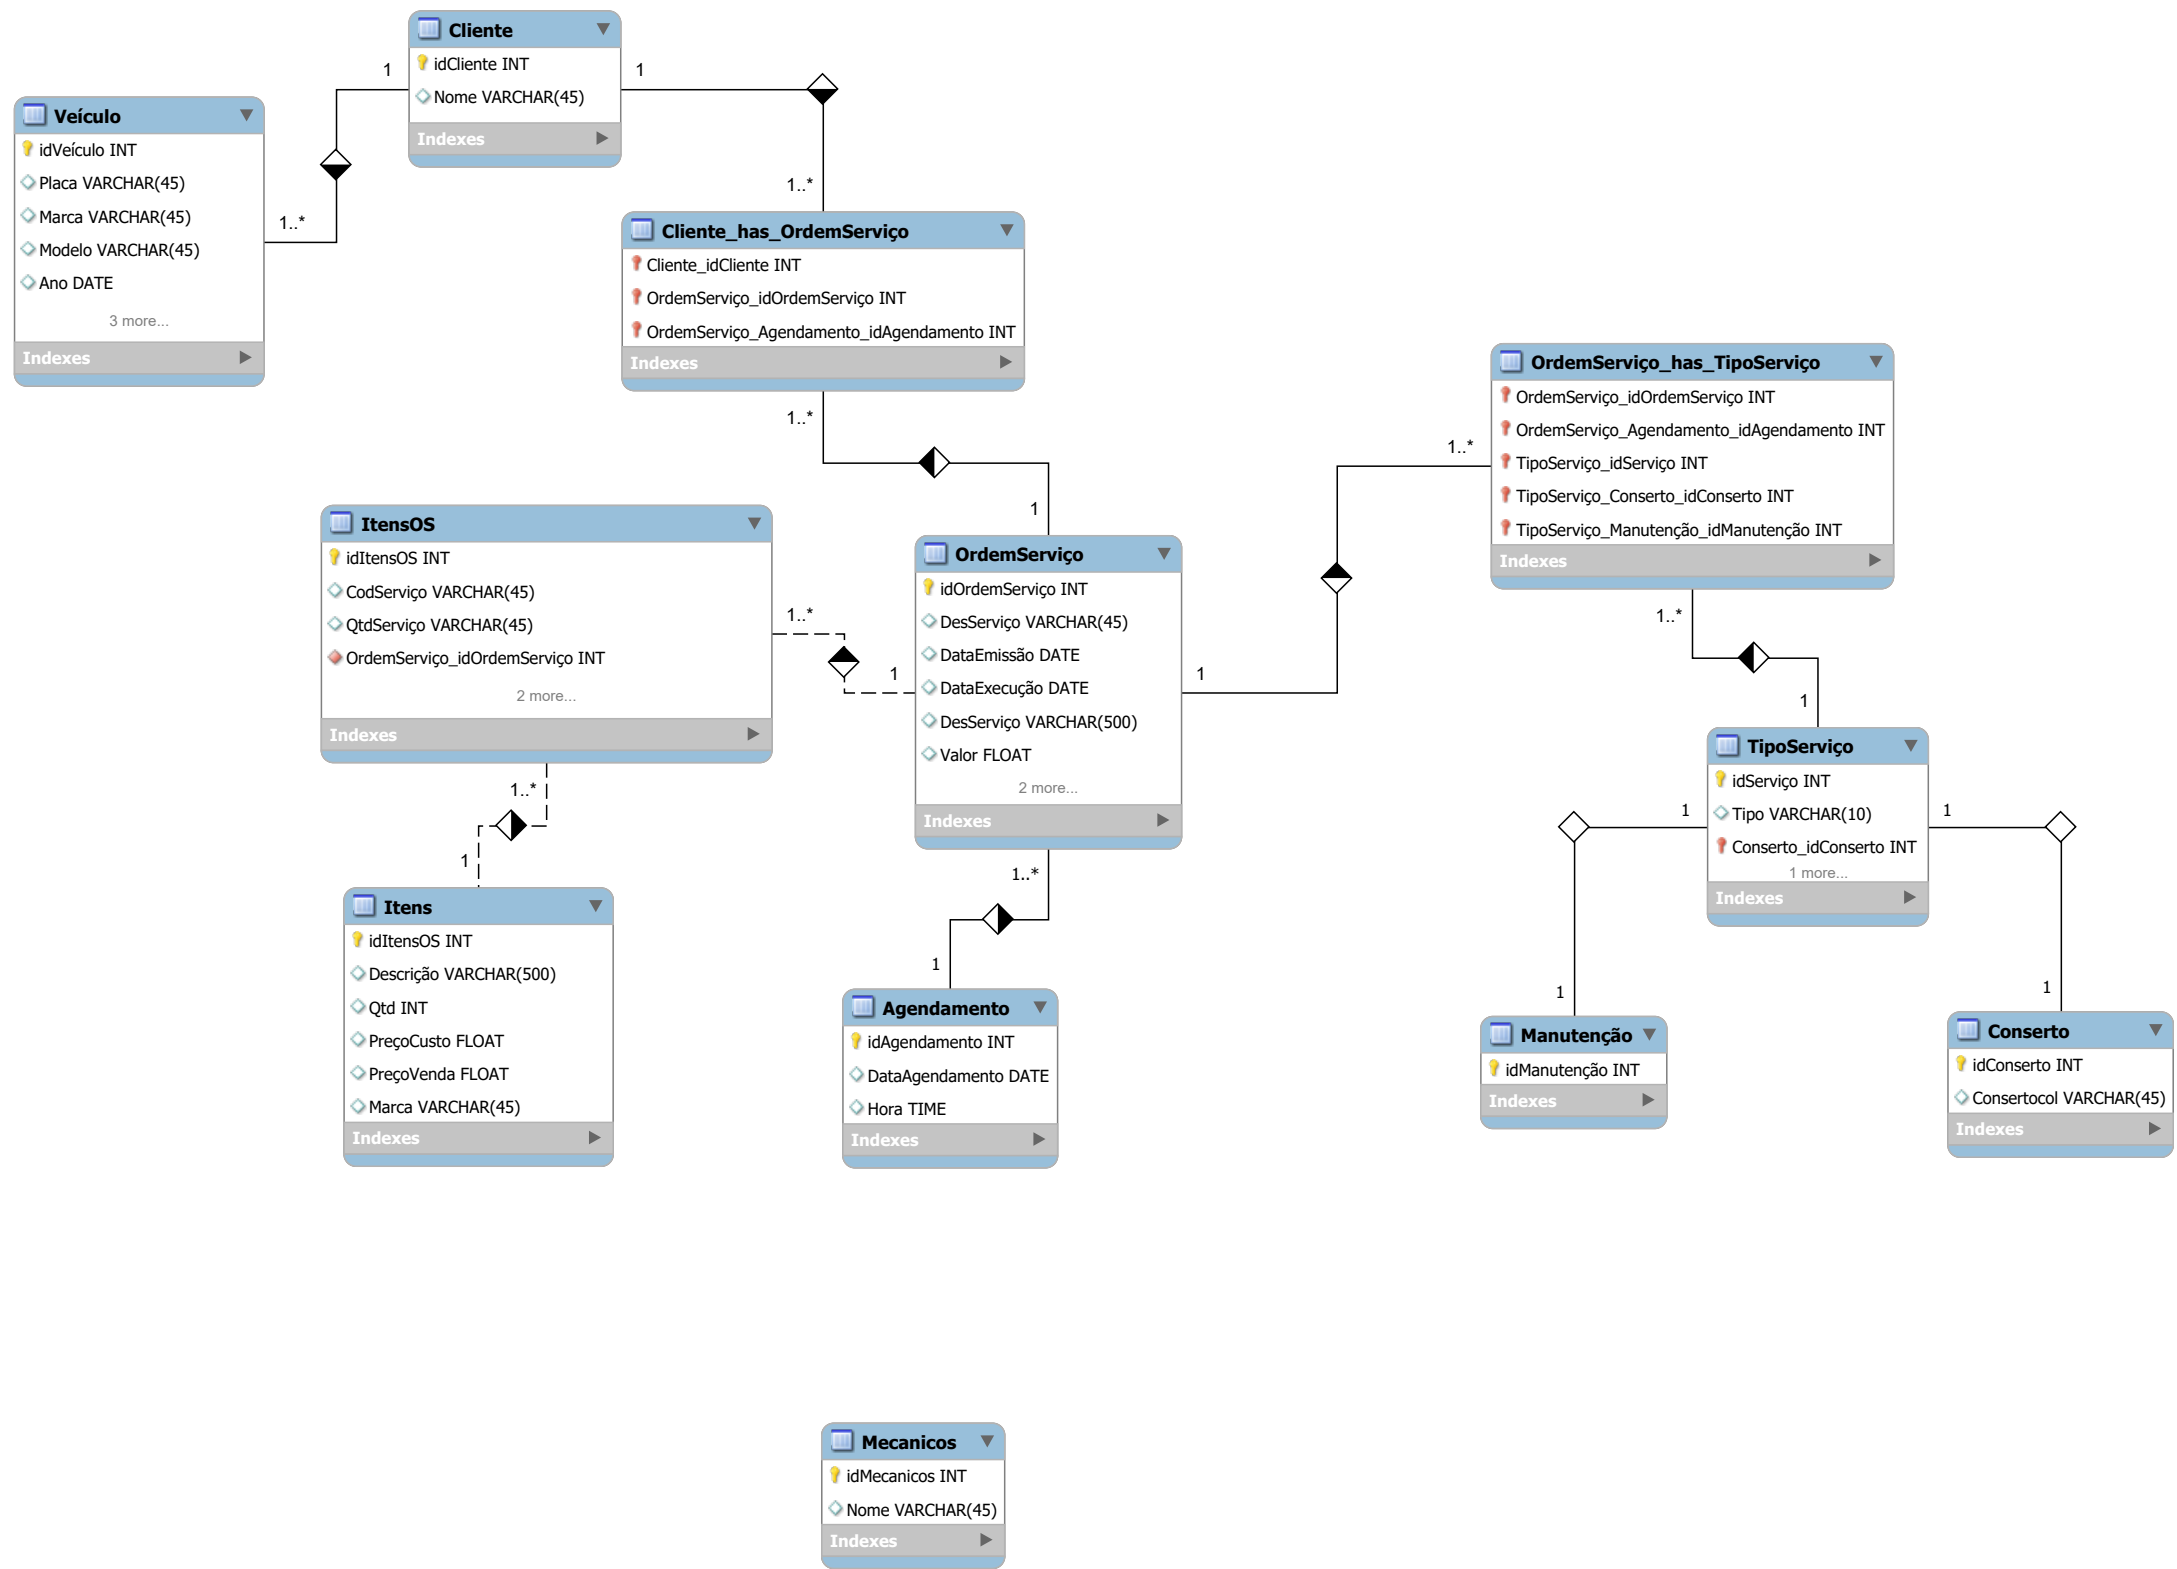 Cliente
idCliente INT
Nome VARCHAR(45)
Indexes
1
1
1..*
1..*
Veículo
idVeículo INT
Placa VARCHAR(45)
Marca VARCHAR(45)
Modelo VARCHAR(45)
Ano DATE
3 more...
Indexes
Cliente_has_OrdemServiço
Cliente_idCliente INT
OrdemServiço_idOrdemServiço INT
OrdemServiço_Agendamento_idAgendamento INT
Indexes
1..*
1
OrdemServiço_has_TipoServiço
OrdemServiço_idOrdemServiço INT
OrdemServiço_Agendamento_idAgendamento INT
TipoServiço_idServiço INT
TipoServiço_Conserto_idConserto INT
TipoServiço_Manutenção_idManutenção INT
Indexes
1..*
1..*
1
ItensOS
idItensOS INT
CodServiço VARCHAR(45)
QtdServiço VARCHAR(45)
OrdemServiço_idOrdemServiço INT
2 more...
Indexes
1..*
1
1..*
1
OrdemServiço
idOrdemServiço INT
DesServiço VARCHAR(45)
DataEmissão DATE
DataExecução DATE
DesServiço VARCHAR(500)
Valor FLOAT
2 more...
Indexes
1
1..*
1
TipoServiço
idServiço INT
Tipo VARCHAR(10)
Conserto_idConserto INT
1 more...
Indexes
1
1
1
1
Itens
idItensOS INT
Descrição VARCHAR(500)
Qtd INT
PreçoCusto FLOAT
PreçoVenda FLOAT
Marca VARCHAR(45)
Indexes
Agendamento
idAgendamento INT
DataAgendamento DATE
Hora TIME
Indexes
Manutenção
idManutenção INT
Indexes
Conserto
idConserto INT
Consertocol VARCHAR(45)
Indexes
Mecanicos
idMecanicos INT
Nome VARCHAR(45)
Indexes